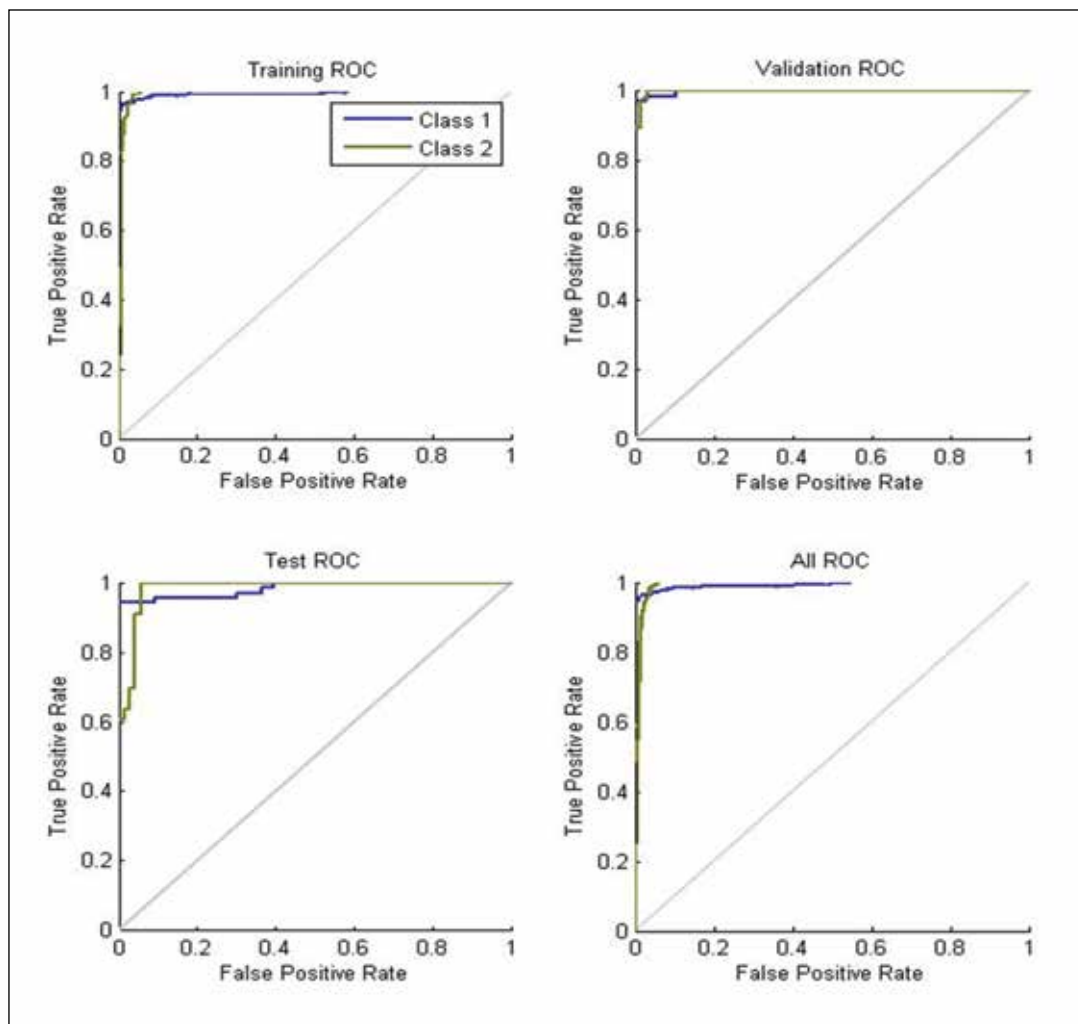 Training ROC
True Positive Rate
1
0.8
0.6
0.4
0.2
0
Class 1
Class 2
0 0.2 0.4 0.6 0.8 1
False Positive Rate
Validation ROC
True Positive Rate
1
0.8
0.6
0.4
0.2
0
0 0.2 0.4 0.6 0.8 1
False Positive Rate
Test ROC
True Positive Rate
1
0.8
0.6
0.4
0.2
0
0 0.2 0.4 0.6 0.8 1
False Positive Rate
All ROC
True Positive Rate
1
0.8
0.6
0.4
0.2
0
0 0.2 0.4 0.6 0.8 1
False Positive Rate